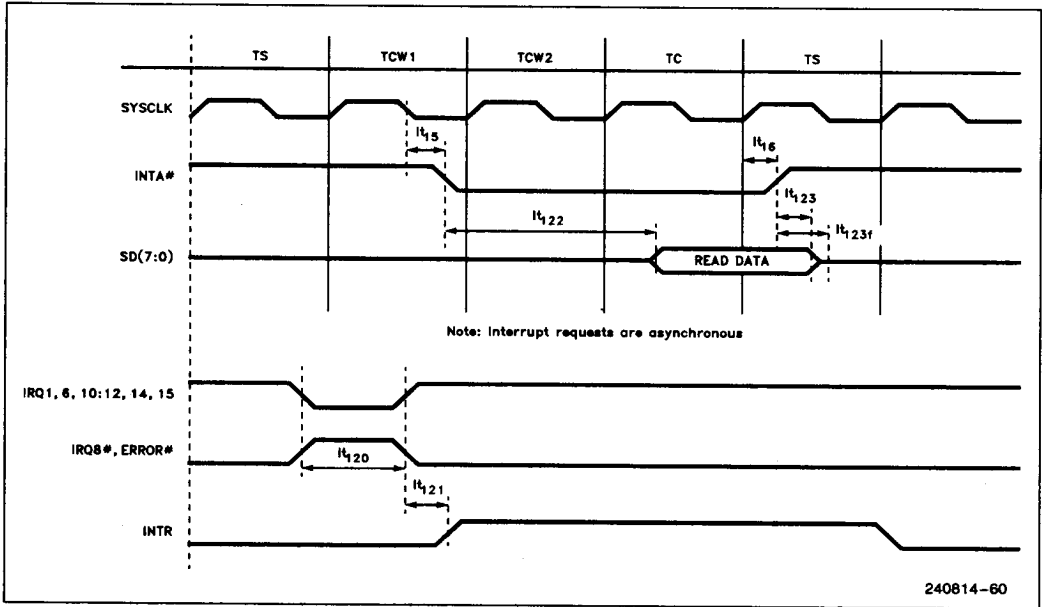 TS TCW1 TCW2 TC TS
SYSCLK
It15 It16
INTA#
It123
It122 It123f
SD(7:0) READ DATA
Note: Interrupt requests are asynchronous
IRQ1, 6, 10:12, 14, 15
IRQ8#, ERROR#
It120
It121
INTR
240814-60